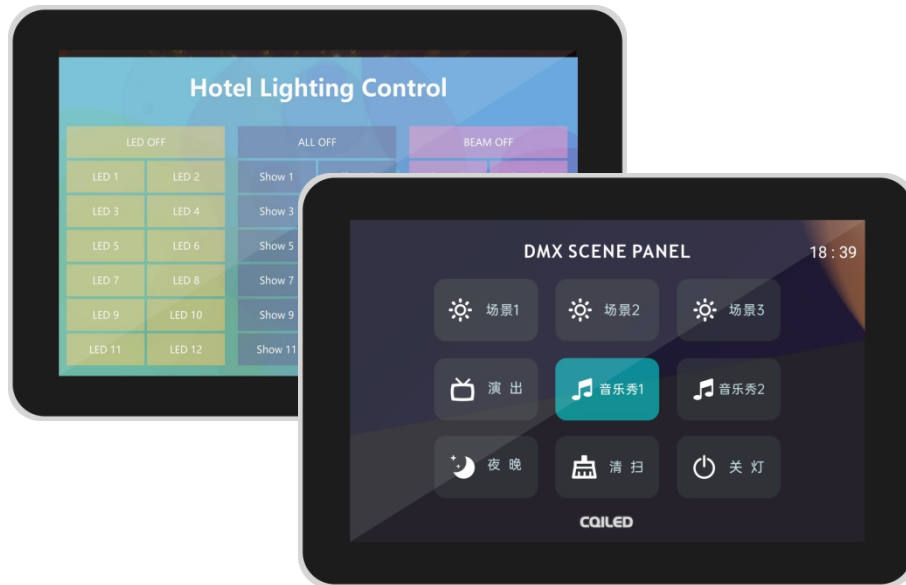 Hotel Lighting Control
LED OFF ALL OFF BEAM OFF
LED 1 LED 2 Show 1
LED 3 LED 4 Show 3
LED 5 LED 6 Show 5
LED 7 LED 8 Show 7
LED 9 LED 10 Show 9
LED 11 LED 12 Show 11
DMX SCENE PANEL 18:39
场景1 场景2 场景3
演 出 音乐秀1 音乐秀2
夜 晚 清 扫 关 灯
CQILED